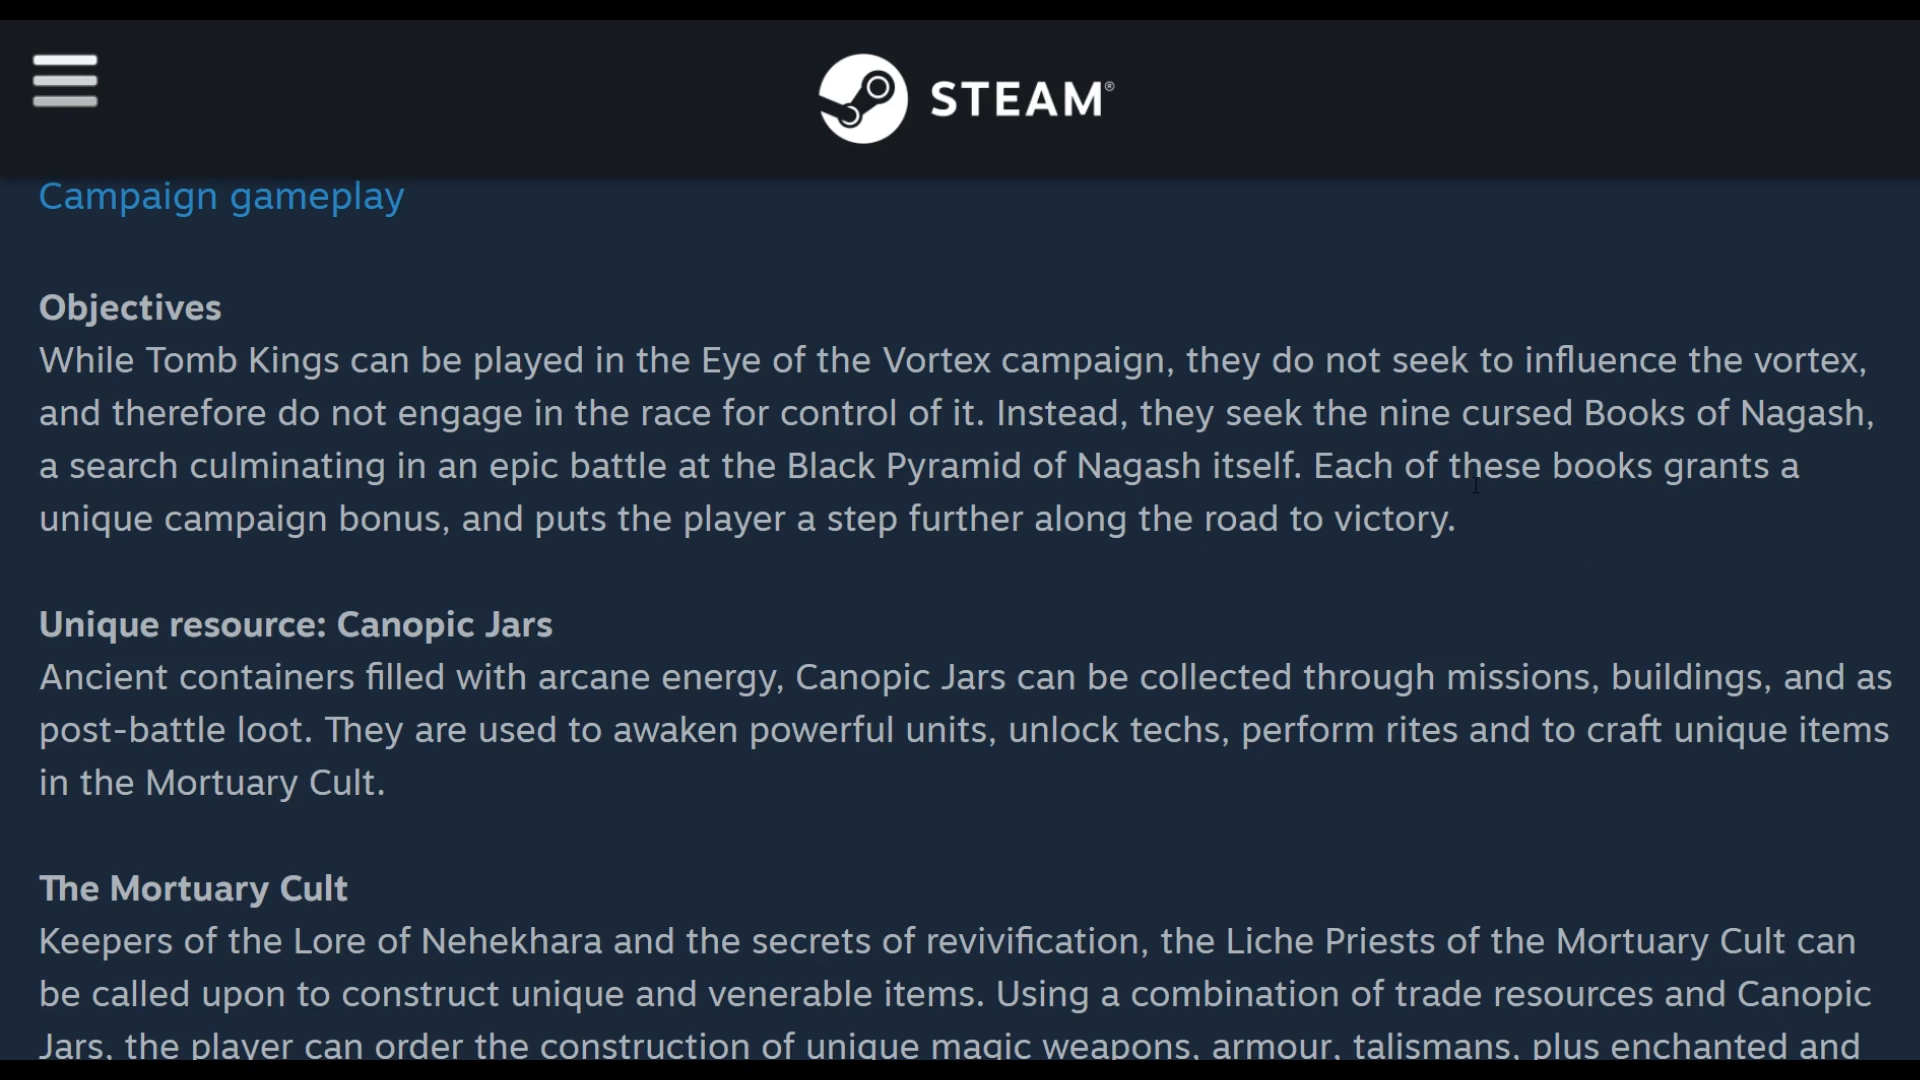 STEAM®
Campaign gameplay
Objectives
While Tomb Kings can be played in the Eye of the Vortex campaign, they do not seek to influence the vortex,
and therefore do not engage in the race for control of it. Instead, they seek the nine cursed Books of Nagash,
a search culminating in an epic battle at the Black Pyramid of Nagash itself. Each of these books grants a
unique campaign bonus, and puts the player a step further along the road to victory.
Unique resource: Canopic Jars
Ancient containers filled with arcane energy, Canopic Jars can be collected through missions, buildings, and as
post-battle loot. They are used to awaken powerful units, unlock techs, perform rites and to craft unique items
in the Mortuary Cult.
The Mortuary Cult
Keepers of the Lore of Nehekhara and the secrets of revivification, the Liche Priests of the Mortuary Cult can
be called upon to construct unique and venerable items. Using a combination of trade resources and Canopic
Jars, the player can order the construction of unique magic weapons, armour, talismans, plus enchanted and